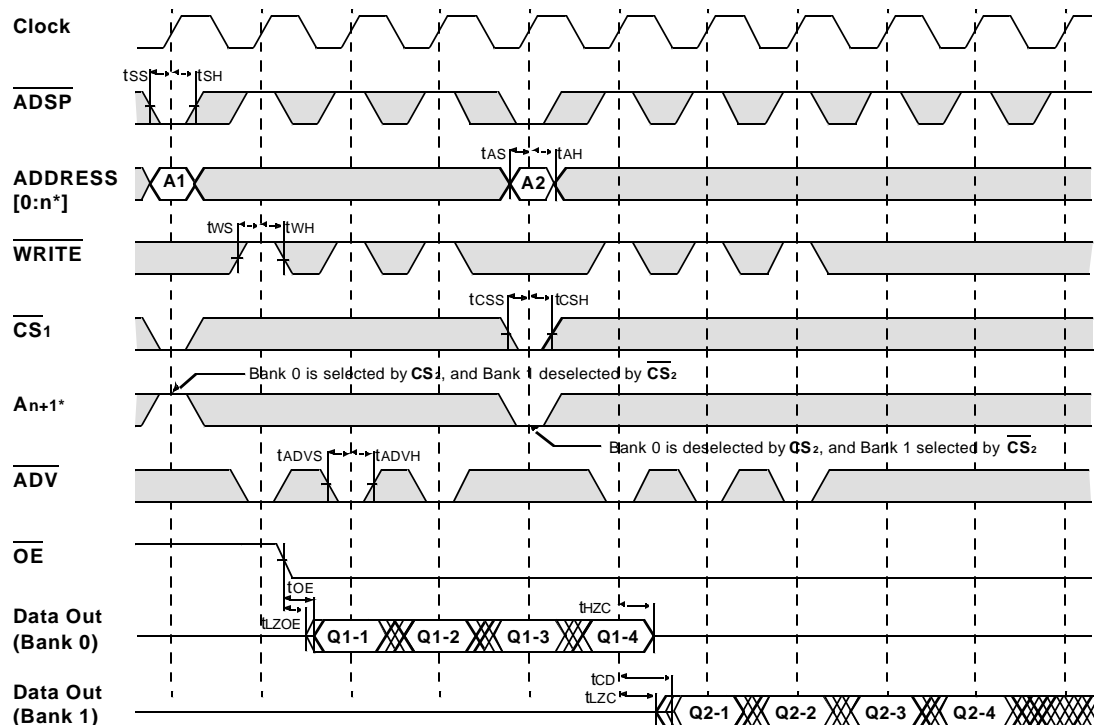 Clock
tSS tSH
ADSP
tAS tAH
ADDRESS
[0:n*]
A1 A2
tWS tWH
WRITE
tCSS tCSH
CS1
Bank 0 is selected by CS2, and Bank 1 deselected by CS2
An+1*
Bank 0 is deselected by CS2, and Bank 1 selected by CS2
tADVS tADVH
ADV
OE
tOE
Data Out
(Bank 0)
tHZC
tLZOE
Q1-1 Q1-2 Q1-3 Q1-4
tCD
tLZC
Data Out
(Bank 1)
Q2-1 Q2-2 Q2-3 Q2-4